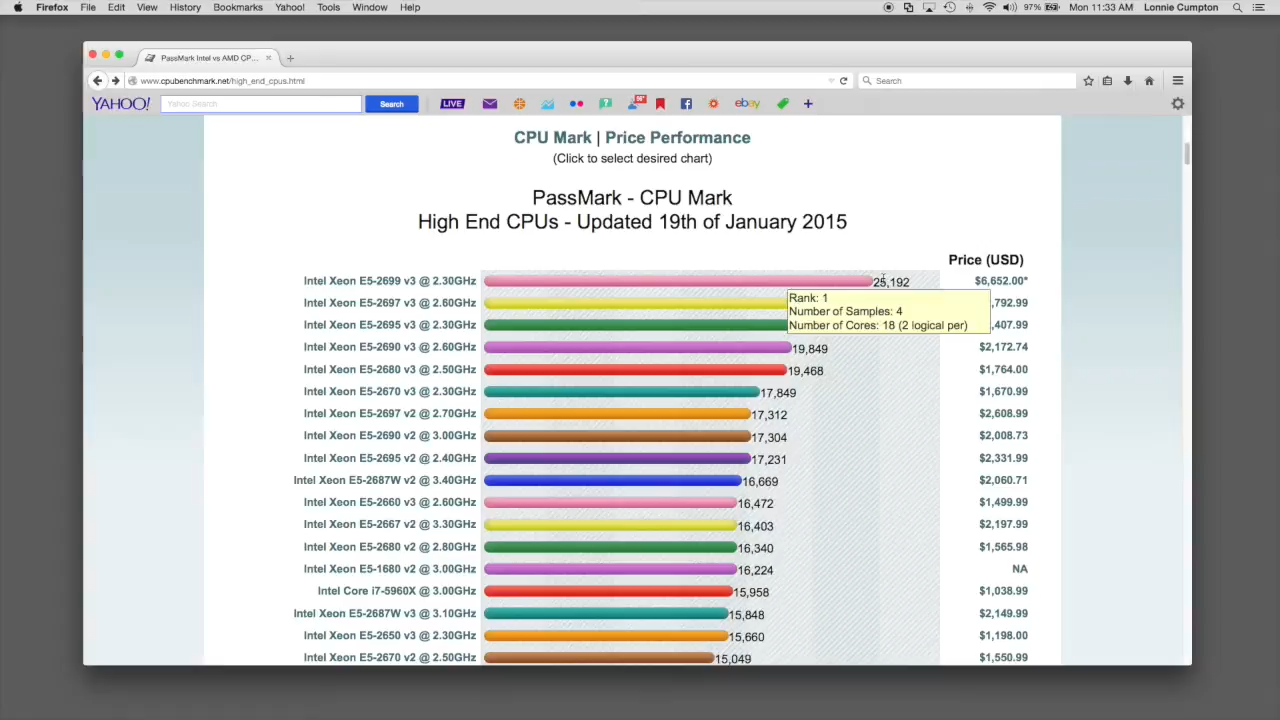 Firefox File Edit View History Bookmarks Yahoo! Tools Window Help 97% Mon 11:33 AM Lonnie Cumpton
PassMark Intel vs AMD CP...
www.cpubenchmark.net/high_end_cpus.html Search
YAHOO! Yahoo Search Search LIVE ebay
CPU Mark | Price Performance
(Click to select desired chart)
PassMark - CPU Mark
High End CPUs - Updated 19th of January 2015
Price (USD)
Intel Xeon E5-2699 v3 @ 2.30GHz 25,192 $6,652.00*
Rank: 1
Intel Xeon E5-2697 v3 @ 2.60GHz ,792.99
Number of Samples: 4
Intel Xeon E5-2695 v3 @ 2.30GHz Number of Cores: 18 (2 logical per) ,407.99
Intel Xeon E5-2690 v3 @ 2.60GHz 19,849 $2,172.74
Intel Xeon E5-2680 v3 @ 2.50GHz 19,468 $1,764.00
Intel Xeon E5-2670 v3 @ 2.30GHz 17,849 $1,670.99
Intel Xeon E5-2697 v2 @ 2.70GHz 17,312 $2,608.99
Intel Xeon E5-2690 v2 @ 3.00GHz 17,304 $2,008.73
Intel Xeon E5-2695 v2 @ 2.40GHz 17,231 $2,331.99
Intel Xeon E5-2687W v2 @ 3.40GHz 16,669 $2,060.71
Intel Xeon E5-2660 v3 @ 2.60GHz 16,472 $1,499.99
Intel Xeon E5-2667 v2 @ 3.30GHz 16,403 $2,197.99
Intel Xeon E5-2680 v2 @ 2.80GHz 16,340 $1,565.98
Intel Xeon E5-1680 v2 @ 3.00GHz 16,224 NA
Intel Core i7-5960X @ 3.00GHz 15,958 $1,038.99
Intel Xeon E5-2687W v3 @ 3.10GHz 15,848 $2,149.99
Intel Xeon E5-2650 v3 @ 2.30GHz 15,660 $1,198.00
Intel Xeon E5-2670 v2 @ 2.50GHz 15,049 $1,550.99